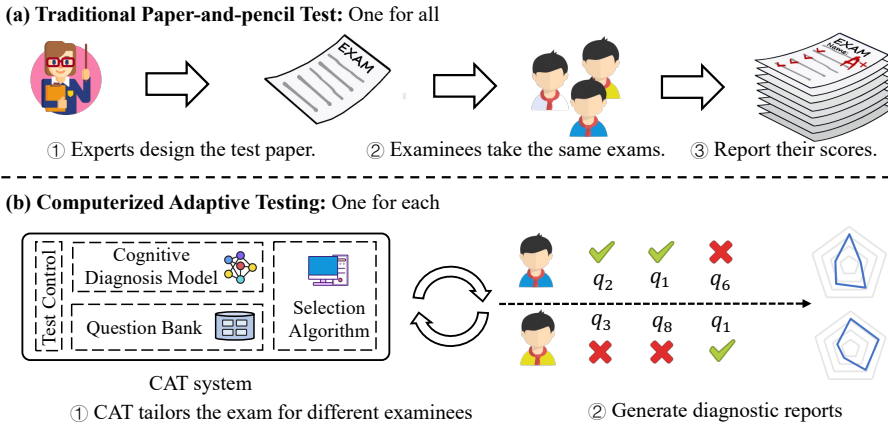 (a) Traditional Paper-and-pencil Test: One for all
EXAM
EXAM
Name:
A+
① Experts design the test paper.
② Examinees take the same exams.
③ Report their scores.
(b) Computerized Adaptive Testing: One for each
Test Control
Cognitive
Diagnosis Model
Question Bank
Selection
Algorithm
q₂ q₁ q₆
q₃ q₈ q₁
CAT system
① CAT tailors the exam for different examinees
② Generate diagnostic reports